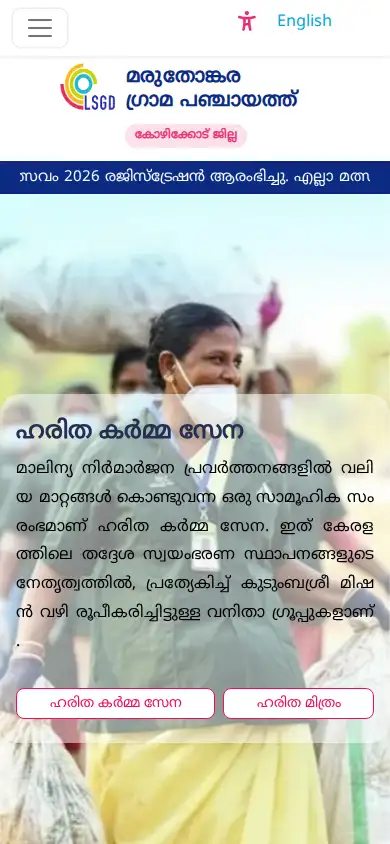 English
LSGD
മരുതോങ്കര
ഗ്രാമ പഞ്ചായത്ത്
കോഴിക്കോട് ജില്ല
സവം 2026 രജിസ്ട്രേഷൻ ആരംഭിച്ചു. എല്ലാ മത്സ
ഹരിത കർമ്മ സേന
മാലിന്യ നിർമാർജന പ്രവർത്തനങ്ങളിൽ വലി
യ മാറ്റങ്ങൾ കൊണ്ടുവന്ന ഒരു സാമൂഹിക സം
രംഭമാണ് ഹരിത കർമ്മ സേന. ഇത് കേരള
ത്തിലെ തദ്ദേശ സ്വയംഭരണ സ്ഥാപനങ്ങളുടെ
നേതൃത്വത്തിൽ, പ്രത്യേകിച്ച് കുടുംബശ്രീ മിഷ
ൻ വഴി രൂപീകരിച്ചിട്ടുള്ള വനിതാ ഗ്രൂപ്പുകളാണ്
.
ഹരിത കർമ്മ സേന
ഹരിത മിത്രം